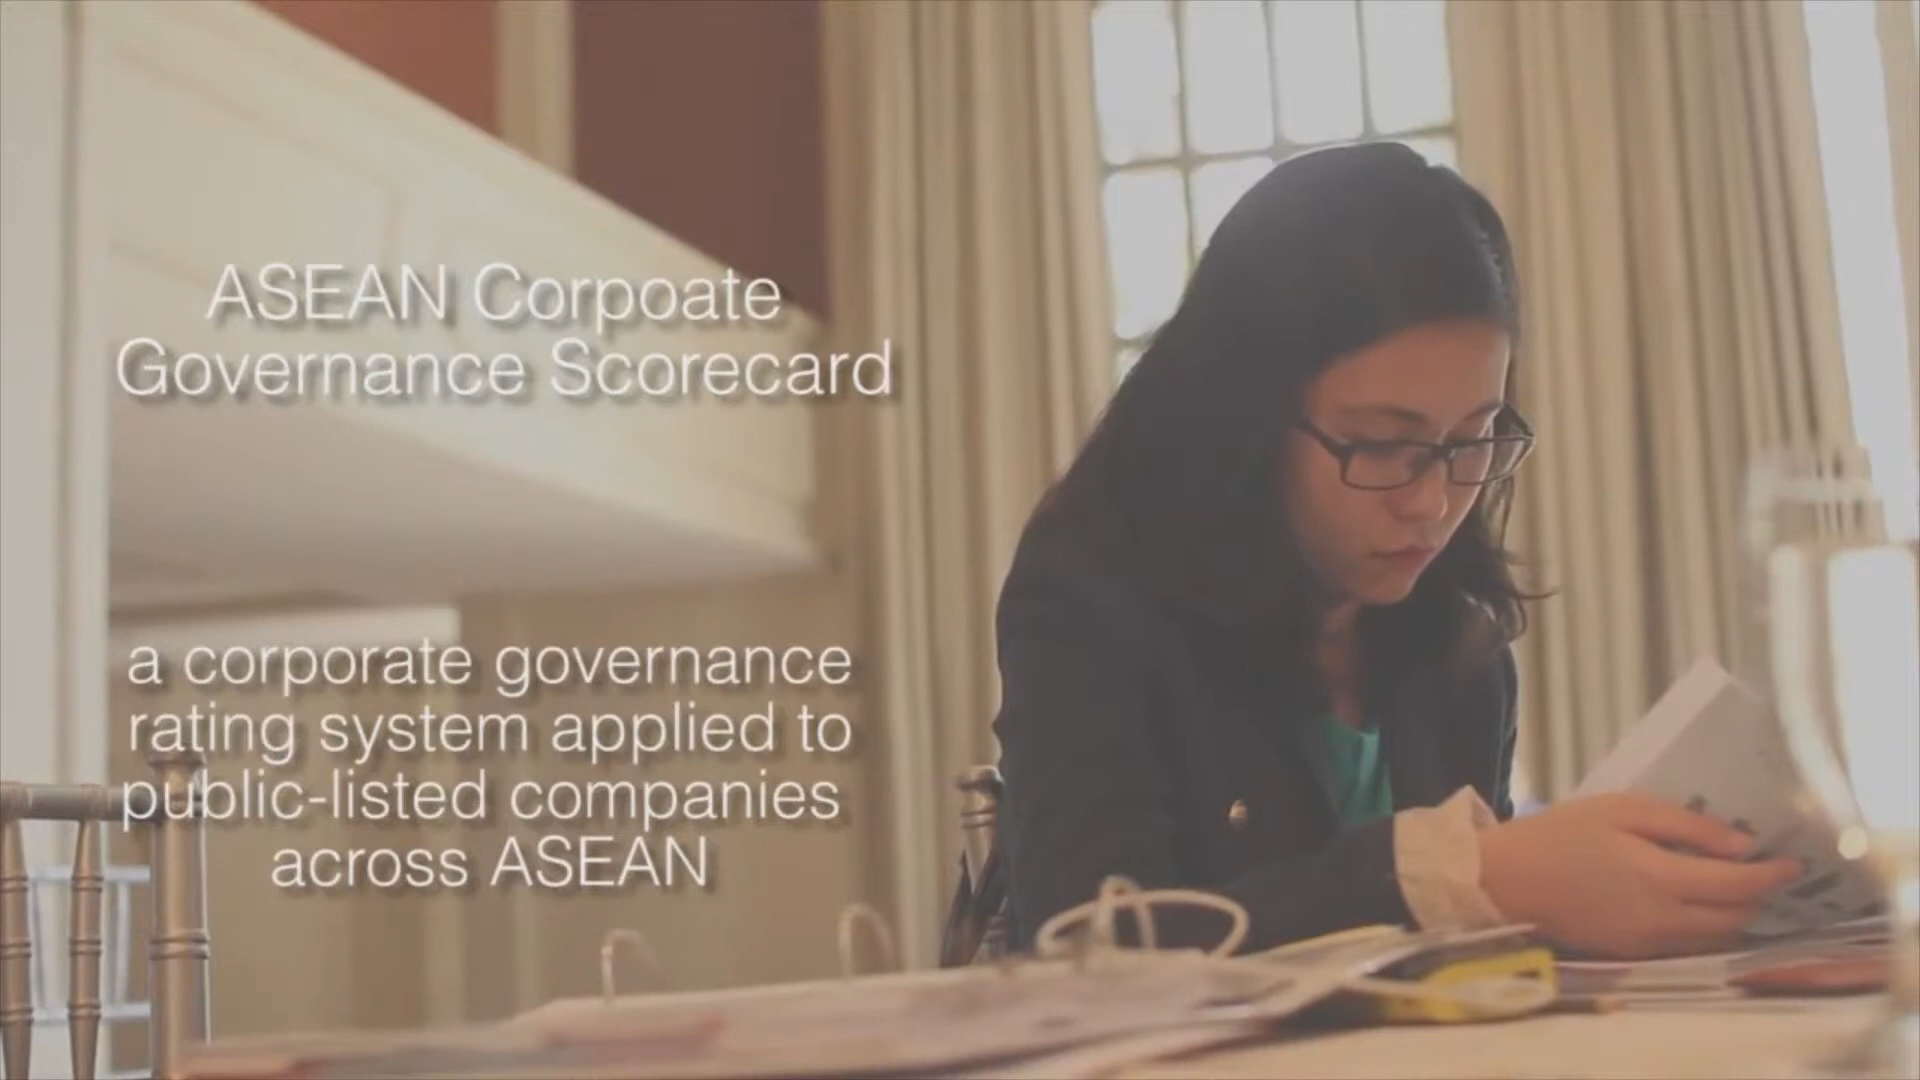 ASEAN Corpoate
Governance Scorecard
a corporate governance
rating system applied to
public-listed companies
across ASEAN